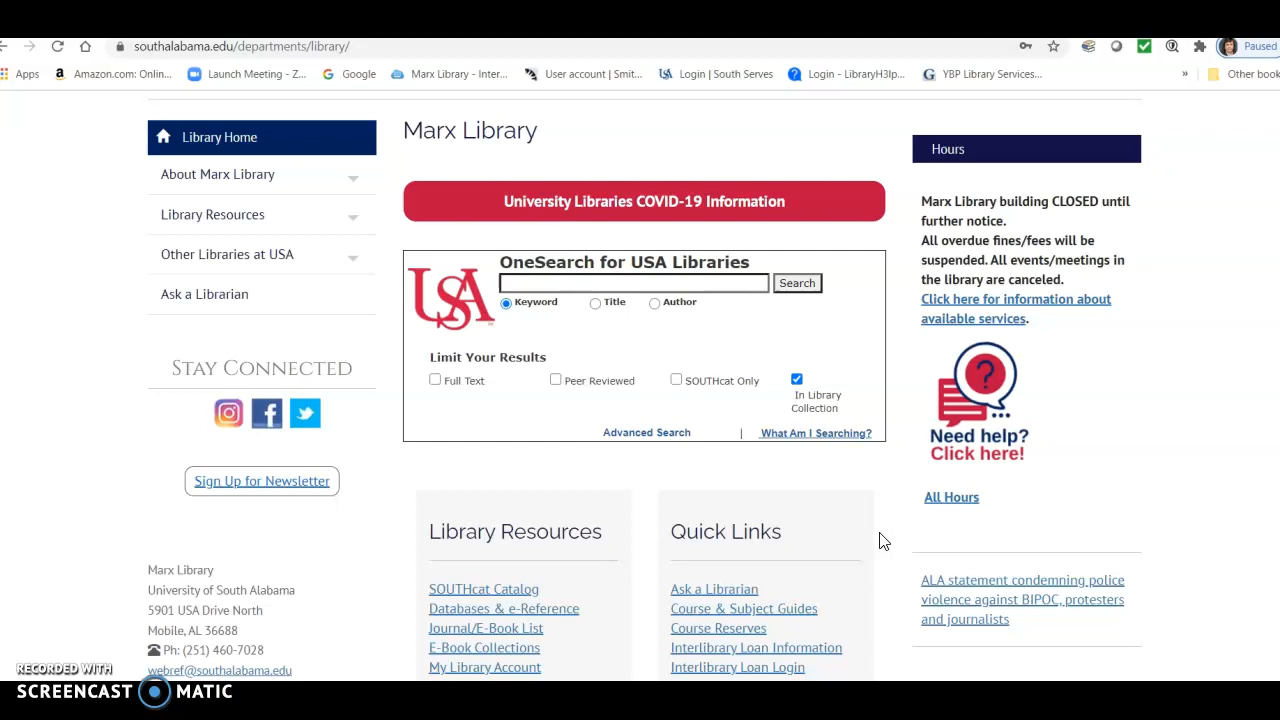 southalabama.edu/departments/library/
Paused
Apps
Amazon.com: Onlin...
Launch Meeting - Z...
Google
Marx Library - Inter...
User account | Smit...
Login | South Serves
Login - LibraryH3lp...
YBP Library Services...
»
Other book
Library Home
About Marx Library
Library Resources
Other Libraries at USA
Ask a Librarian
STAY CONNECTED
Sign Up for Newsletter
Marx Library
University of South Alabama
5901 USA Drive North
Mobile, AL 36688
Ph: (251) 460-7028
webref@southalabama.edu
Marx Library
University Libraries COVID-19 Information
USA
OneSearch for USA Libraries
Search
Keyword Title Author
Limit Your Results
Full Text
Peer Reviewed
SOUTHcat Only
In Library
Collection
Advanced Search | What Am I Searching?
Library Resources
SOUTHcat Catalog
Databases & e-Reference
Journal/E-Book List
E-Book Collections
My Library Account
Quick Links
Ask a Librarian
Course & Subject Guides
Course Reserves
Interlibrary Loan Information
Interlibrary Loan Login
Hours
Marx Library building CLOSED until
further notice.
All overdue fines/fees will be
suspended. All events/meetings in
the library are canceled.
Click here for information about
available services.
?
Need help?
Click here!
All Hours
ALA statement condemning police
violence against BIPOC, protesters
and journalists
RECORDED WITH
SCREENCAST MATIC